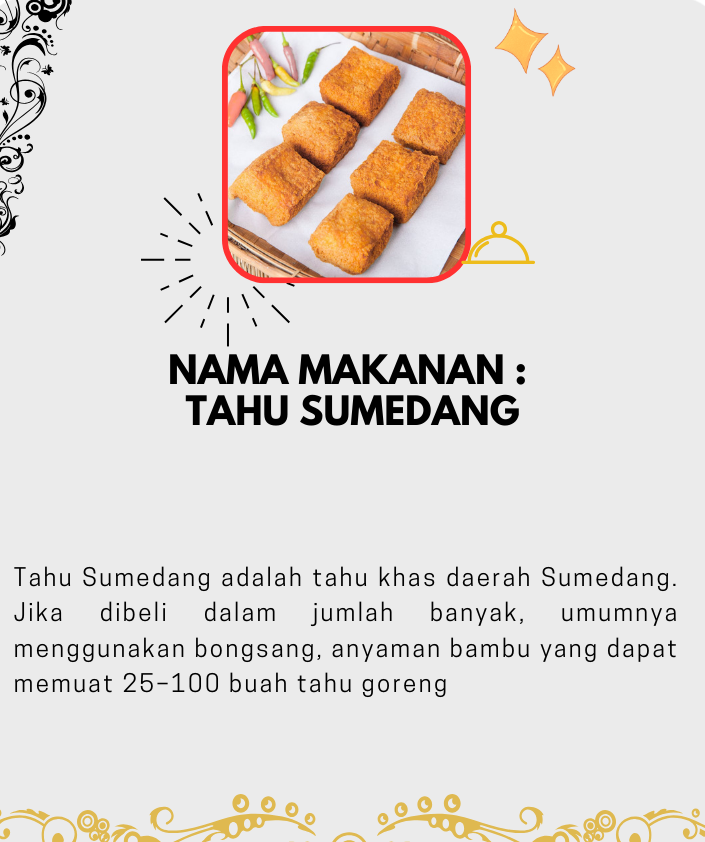 NAMA MAKANAN :
TAHU SUMEDANG
Tahu Sumedang adalah tahu khas daerah Sumedang.
Jika dibeli dalam jumlah banyak, umumnya
menggunakan bongsang, anyaman bambu yang dapat
memuat 25–100 buah tahu goreng